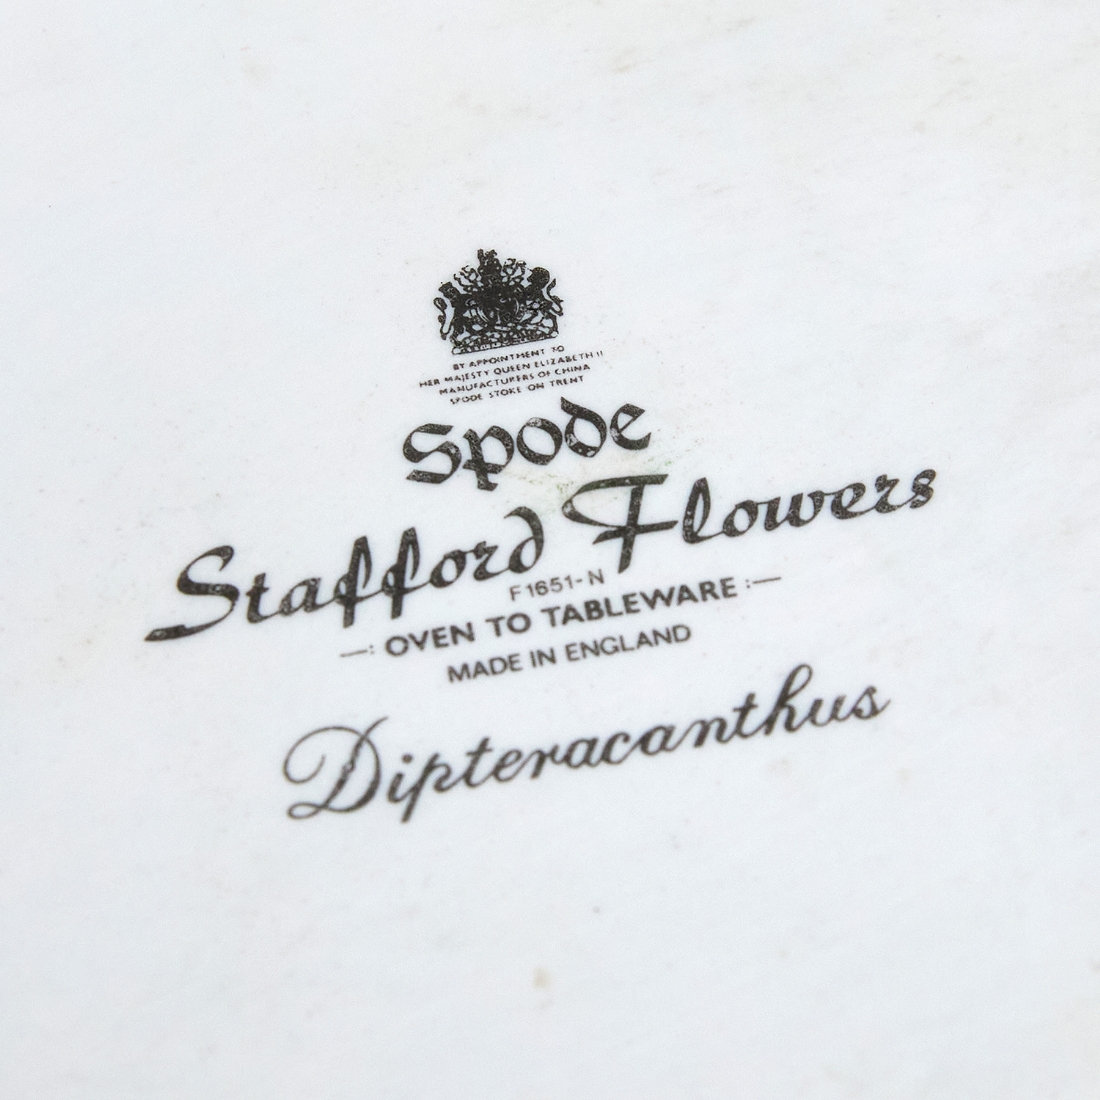 BY APPOINTMENT TO
HER MAJESTY QUEEN ELIZABETH II
MANUFACTURERS OF CHINA
SPODE STOKE ON TRENT
Spode
Stafford Flowers
F1651-N
—: OVEN TO TABLEWARE :—
MADE IN ENGLAND
Dipteracanthus